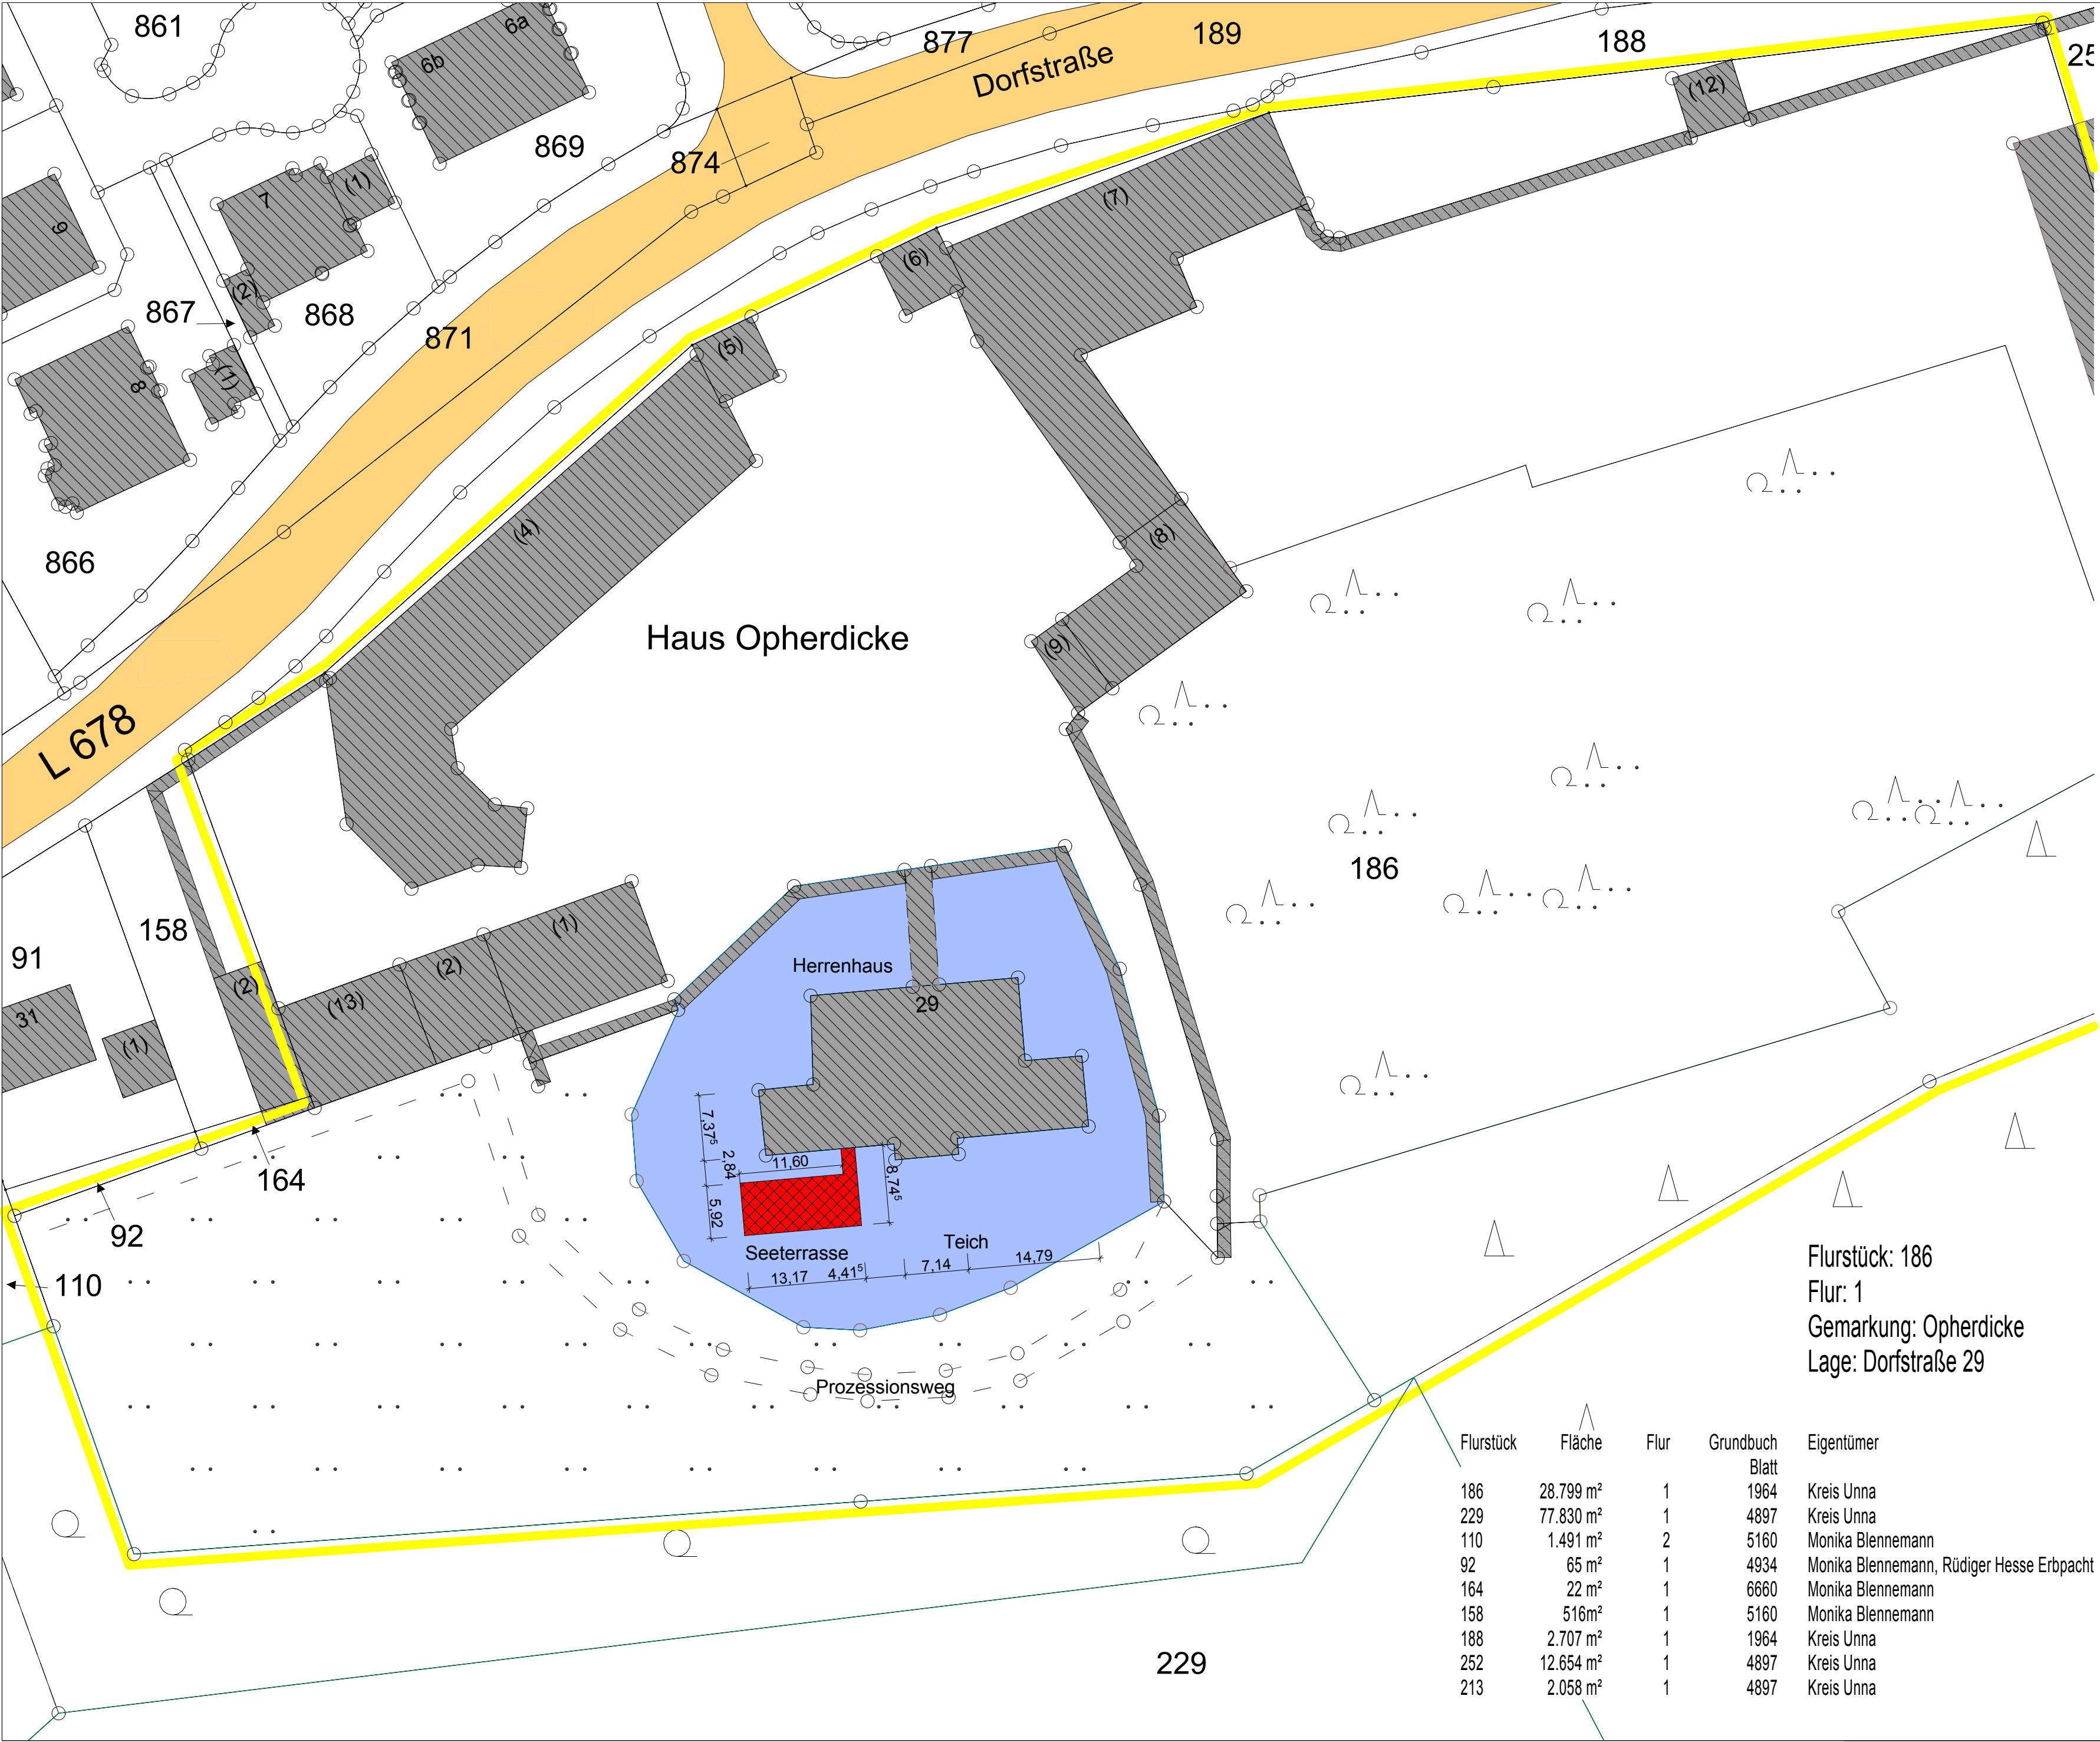 861
6a
6b
877
Dorfstraße
189
188
25
(12)
869
874
7
(1)
(7)
9
(2)
867
868
871
(6)
(5)
8
(1)
(4)
866
(8)
Haus Opherdicke
(9)
L 678
186
158
91
(1)
(2)
(2)
(13)
Herrenhaus
29
31
(1)
7,37⁵
2,84
11,60
8,74⁵
5,92
164
92
110
Seeterrasse
Teich
13,17
4,41⁵
7,14
14,79
Prozessionsweg
Flurstück: 186
Flur: 1
Gemarkung: Opherdicke
Lage: Dorfstraße 29
Flurstück Fläche Flur Grundbuch Eigentümer
Blatt
186 28.799 m² 1 1964 Kreis Unna
229 77.830 m² 1 4897 Kreis Unna
110 1.491 m² 2 5160 Monika Blennemann
92 65 m² 1 4934 Monika Blennemann, Rüdiger Hesse Erbpacht
164 22 m² 1 6660 Monika Blennemann
158 516m² 1 5160 Monika Blennemann
188 2.707 m² 1 1964 Kreis Unna
252 12.654 m² 1 4897 Kreis Unna
213 2.058 m² 1 4897 Kreis Unna
229